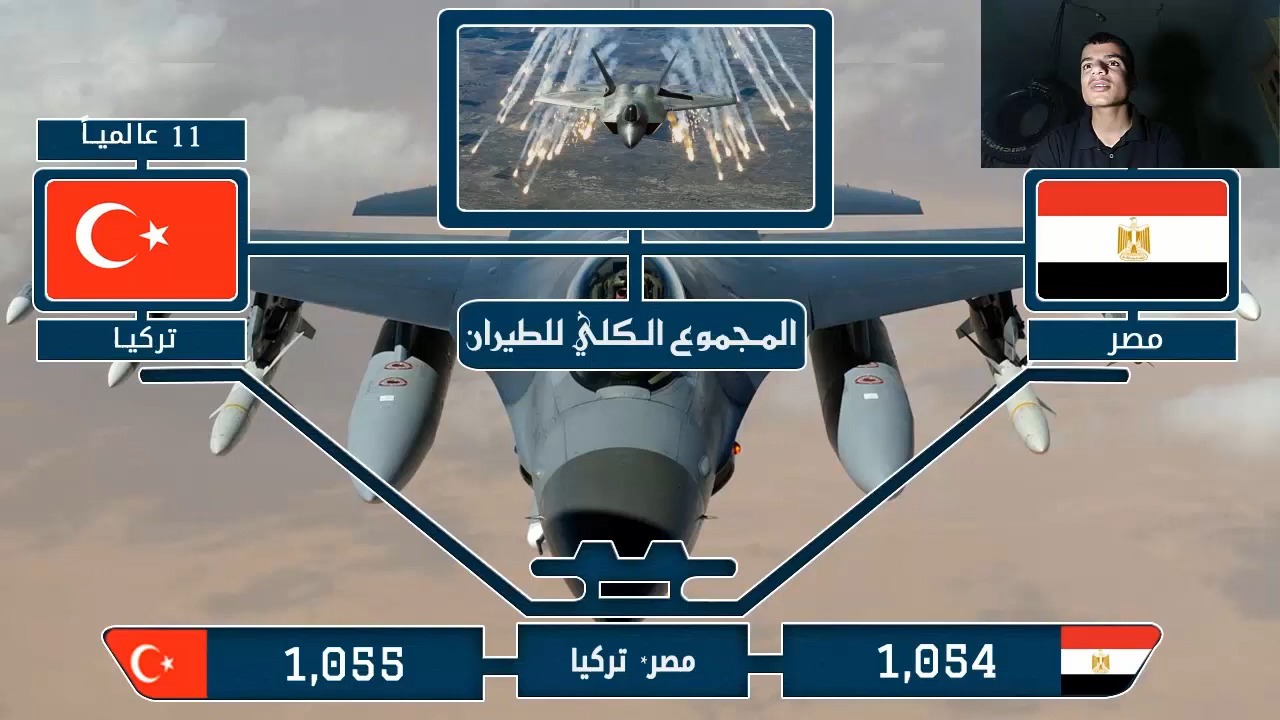 11 عالمياً
تركيا
مصر
المجموع الكلي للطيران
1,055
مصر* تركيا
1,054